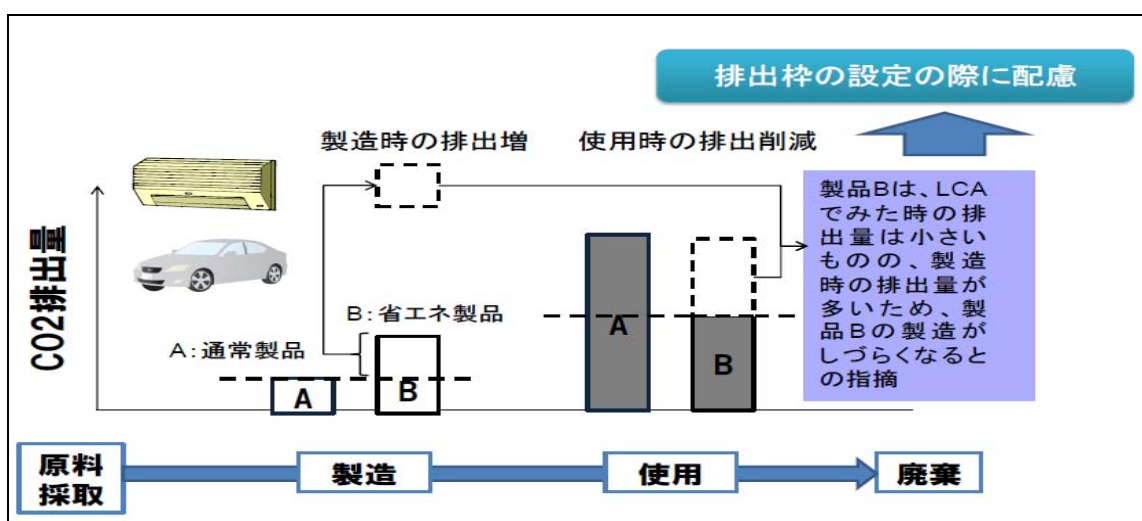 排出枠の設定の際に配慮
製造時の排出増
使用時の排出削減
CO2排出量
製品Bは、LCA
でみた時の排
出量は小さい
ものの、製造
時の排出量が
多いため、製
品Bの製造が
しづらくなると
の指摘
B:省エネ製品
A:通常製品
A
B
A
B
原料
採取
製造
使用
廃棄